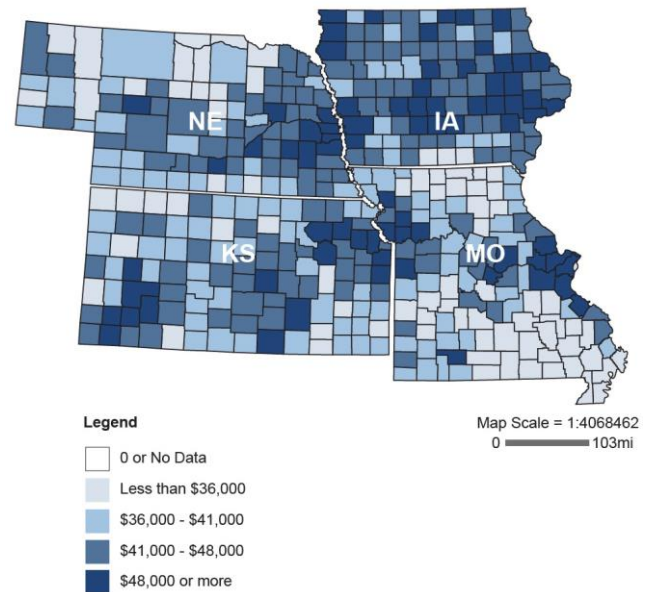 NE
IA
KS
MO
Legend
Map Scale = 1:4068462
0 103mi
0 or No Data
Less than $36,000
$36,000 - $41,000
$41,000 - $48,000
$48,000 or more